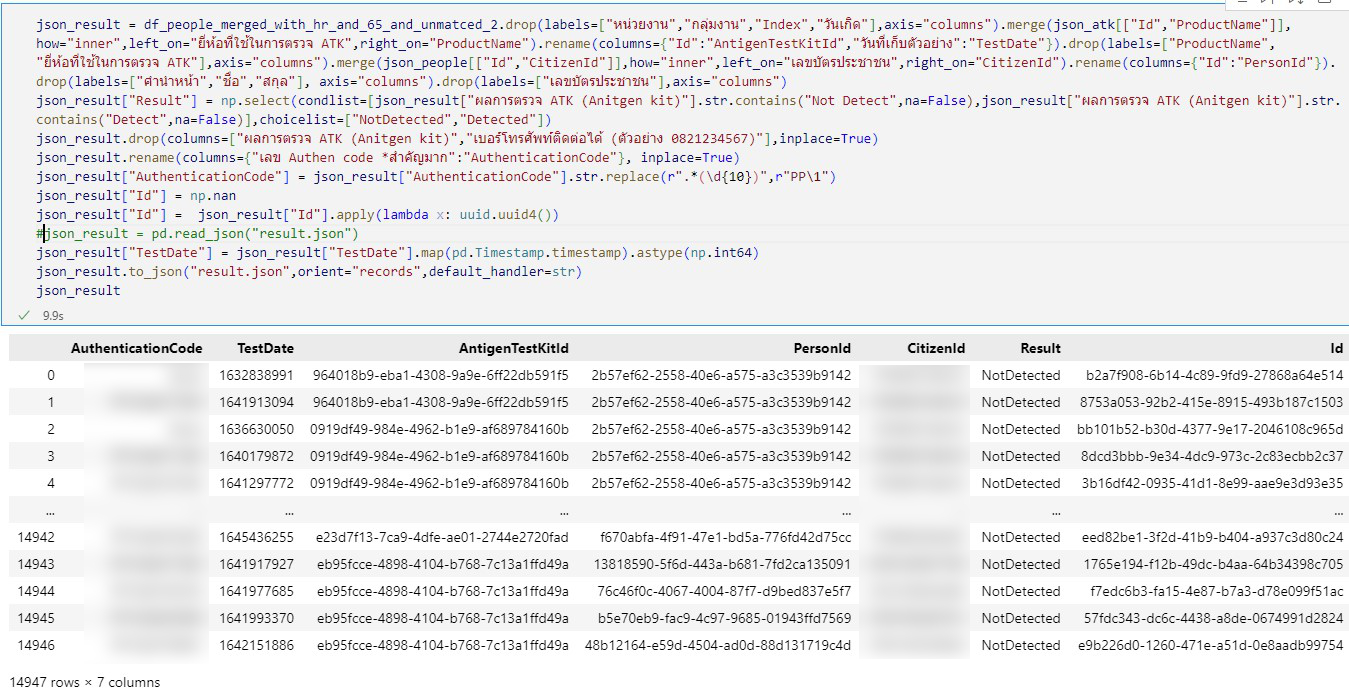 json_result = df_people_merged_with_hr_and_65_and_unmatced_2.drop(labels=["หน่วยงาน","กลุ่มงาน","Index","วันเกิด"],axis="columns").merge(json_atk[["Id","ProductName"]],
how="inner",left_on="ยี่ห้อที่ใช้ในการตรวจ ATK",right_on="ProductName").rename(columns={"Id":"AntigenTestKitId","วันที่เก็บตัวอย่าง":"TestDate"}).drop(labels=["ProductName",
"ยี่ห้อที่ใช้ในการตรวจ ATK"],axis="columns").merge(json_people[["Id","CitizenId"]],how="inner",left_on="เลขบัตรประชาชน",right_on="CitizenId").rename(columns={"Id":"PersonId"}).
drop(labels=["คำนำหน้า","ชื่อ","สกุล"], axis="columns").drop(labels=["เลขบัตรประชาชน"],axis="columns")
json_result["Result"] = np.select(condlist=[json_result["ผลการตรวจ ATK (Anitgen kit)"].str.contains("Not Detect",na=False),json_result["ผลการตรวจ ATK (Anitgen kit)"].str.
contains("Detect",na=False)],choicelist=["NotDetected","Detected"])
json_result.drop(columns=["ผลการตรวจ ATK (Anitgen kit)","เบอร์โทรศัพท์ติดต่อได้ (ตัวอย่าง 0821234567)"],inplace=True)
json_result.rename(columns={"เลข Authen code *สำคัญมาก":"AuthenticationCode"}, inplace=True)
json_result["AuthenticationCode"] = json_result["AuthenticationCode"].str.replace(r".*(\d{10})",r"PP\1")
json_result["Id"] = np.nan
json_result["Id"] =  json_result["Id"].apply(lambda x: uuid.uuid4())
#json_result = pd.read_json("result.json")
json_result["TestDate"] = json_result["TestDate"].map(pd.Timestamp.timestamp).astype(np.int64)
json_result.to_json("result.json",orient="records",default_handler=str)
json_result
9.9s
AuthenticationCode TestDate AntigenTestKitId PersonId CitizenId Result Id
0 1632838991 964018b9-eba1-4308-9a9e-6ff22db591f5 2b57ef62-2558-40e6-a575-a3c3539b9142 NotDetected b2a7f908-6b14-4c89-9fd9-27868a64e514
1 1641913094 964018b9-eba1-4308-9a9e-6ff22db591f5 2b57ef62-2558-40e6-a575-a3c3539b9142 NotDetected 8753a053-92b2-415e-8915-493b187c1503
2 1636630050 0919df49-984e-4962-b1e9-af689784160b 2b57ef62-2558-40e6-a575-a3c3539b9142 NotDetected bb101b52-b30d-4377-9e17-2046108c965d
3 1640179872 0919df49-984e-4962-b1e9-af689784160b 2b57ef62-2558-40e6-a575-a3c3539b9142 NotDetected 8dcd3bbb-9e34-4dc9-973c-2c83ecbb2c37
4 1641297772 0919df49-984e-4962-b1e9-af689784160b 2b57ef62-2558-40e6-a575-a3c3539b9142 NotDetected 3b16df42-0935-41d1-8e99-aae9e3d93e35
... ... ... ... ... ...
14942 1645436255 e23d7f13-7ca9-4dfe-ae01-2744e2720fad f670abfa-4f91-47e1-bd5a-776fd42d75cc NotDetected eed82be1-3f2d-41b9-b404-a937c3d80c24
14943 1641917927 eb95fcce-4898-4104-b768-7c13a1ffd49a 13818590-5f6d-443a-b681-7fd2ca135091 NotDetected 1765e194-f12b-49dc-b4aa-64b34398c705
14944 1641977685 eb95fcce-4898-4104-b768-7c13a1ffd49a 76c46f0c-4067-4004-87f7-d9bed837e5f7 NotDetected f7edc6b3-fa15-4e87-b7a3-d78e099f51ac
14945 1641993370 eb95fcce-4898-4104-b768-7c13a1ffd49a b5e70eb9-fac9-4c97-9685-01943ffd7569 NotDetected 57fdc343-dc6c-4438-a8de-0674991d2824
14946 1642151886 eb95fcce-4898-4104-b768-7c13a1ffd49a 48b12164-e59d-4504-ad0d-88d131719c4d NotDetected e9b226d0-1260-471e-a51d-0e8aadb99754
14947 rows × 7 columns